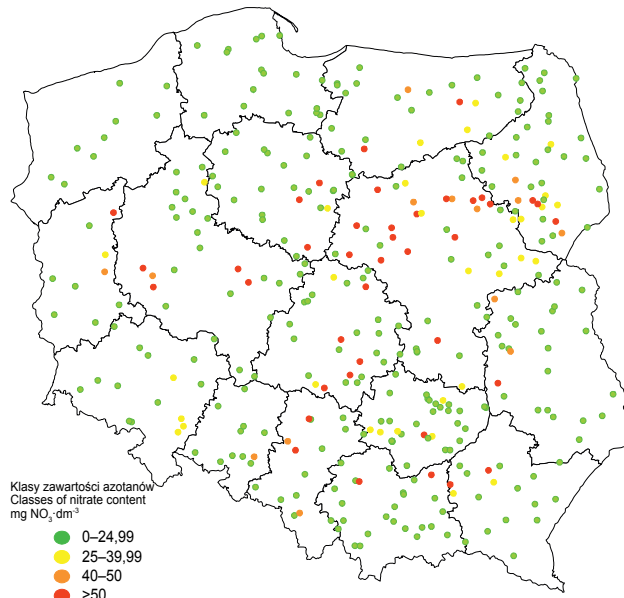 Klasy zawartości azotanów
Classes of nitrate content
mg NO₃·dm⁻³
0–24,99
25–39,99
40–50
>50